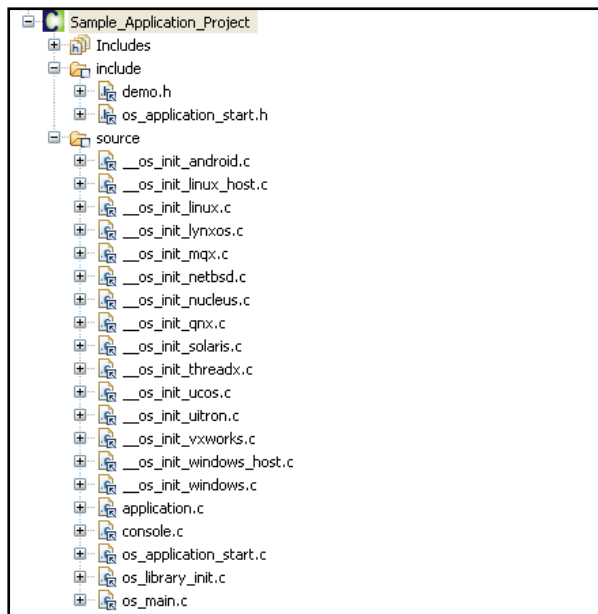 Sample_Application_Project
Includes
include
demo.h
os_application_start.h
source
__os_init_android.c
__os_init_linux_host.c
__os_init_linux.c
__os_init_lynxos.c
__os_init_mqx.c
__os_init_netbsd.c
__os_init_nucleus.c
__os_init_qnx.c
__os_init_solaris.c
__os_init_threadx.c
__os_init_ucos.c
__os_init_uitron.c
__os_init_vxworks.c
__os_init_windows_host.c
__os_init_windows.c
application.c
console.c
os_application_start.c
os_library_init.c
os_main.c